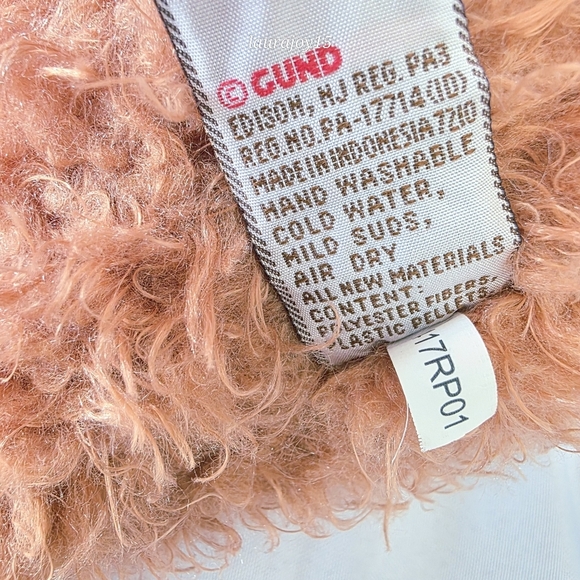 laurajoyful
© GUND
EDISON, NJ REG. PA3
REG.NO.PA-17714(ID)
MADE IN INDONESIA 7210
HAND WASHABLE
COLD WATER,
MILD SUDS,
AIR DRY
ALL NEW MATERIALS
CONTENT:
POLYESTER FIBERS,
PLASTIC PELLETS
17RP01